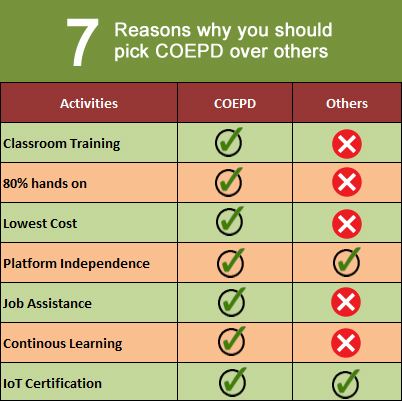 7 Reasons why you should
pick COEPD over others
Activities COEPD Others
Classroom Training
80% hands on
Lowest Cost
Platform Independence
Job Assistance
Continous Learning
IoT Certification